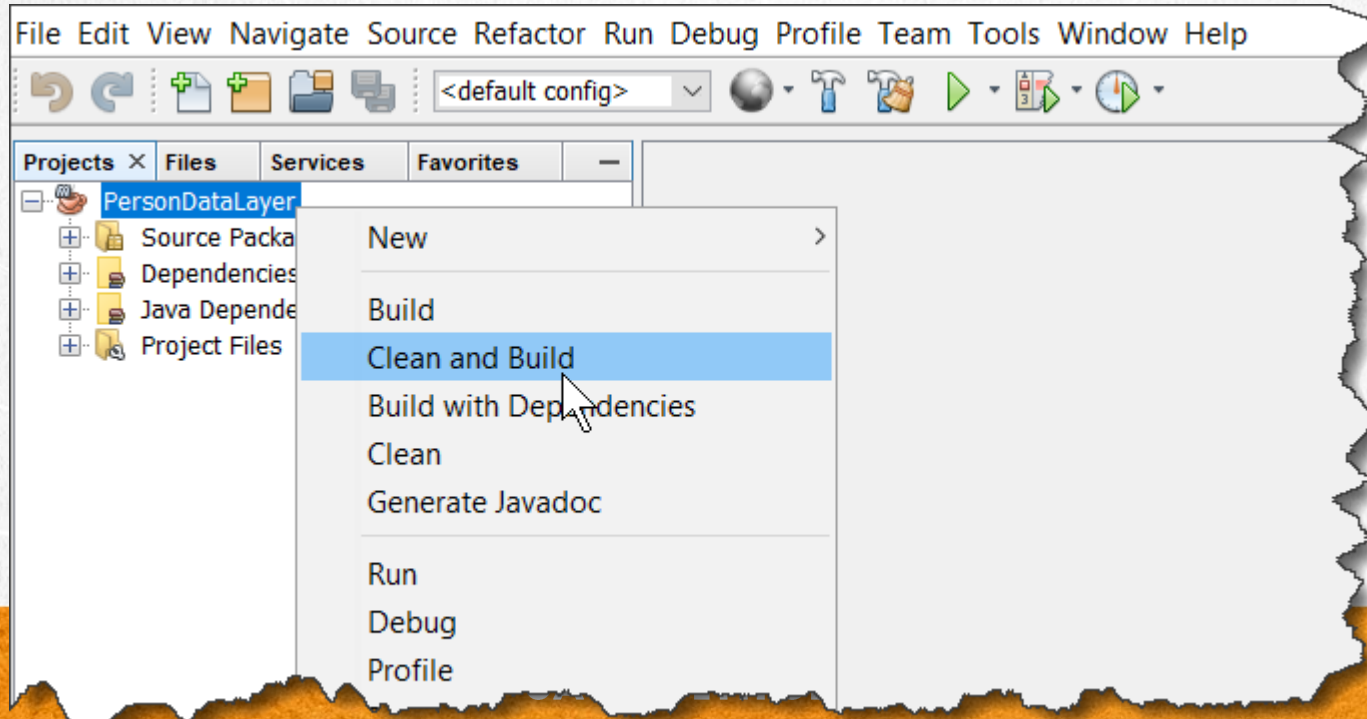 File Edit View Navigate Source Refactor Run Debug Profile Team Tools Window Help
<default config>
Projects Files Services Favorites
PersonDataLayer
Source Packa
Dependencies
Java Depende
Project Files
New
Build
Clean and Build
Build with Dependencies
Clean
Generate Javadoc
Run
Debug
Profile